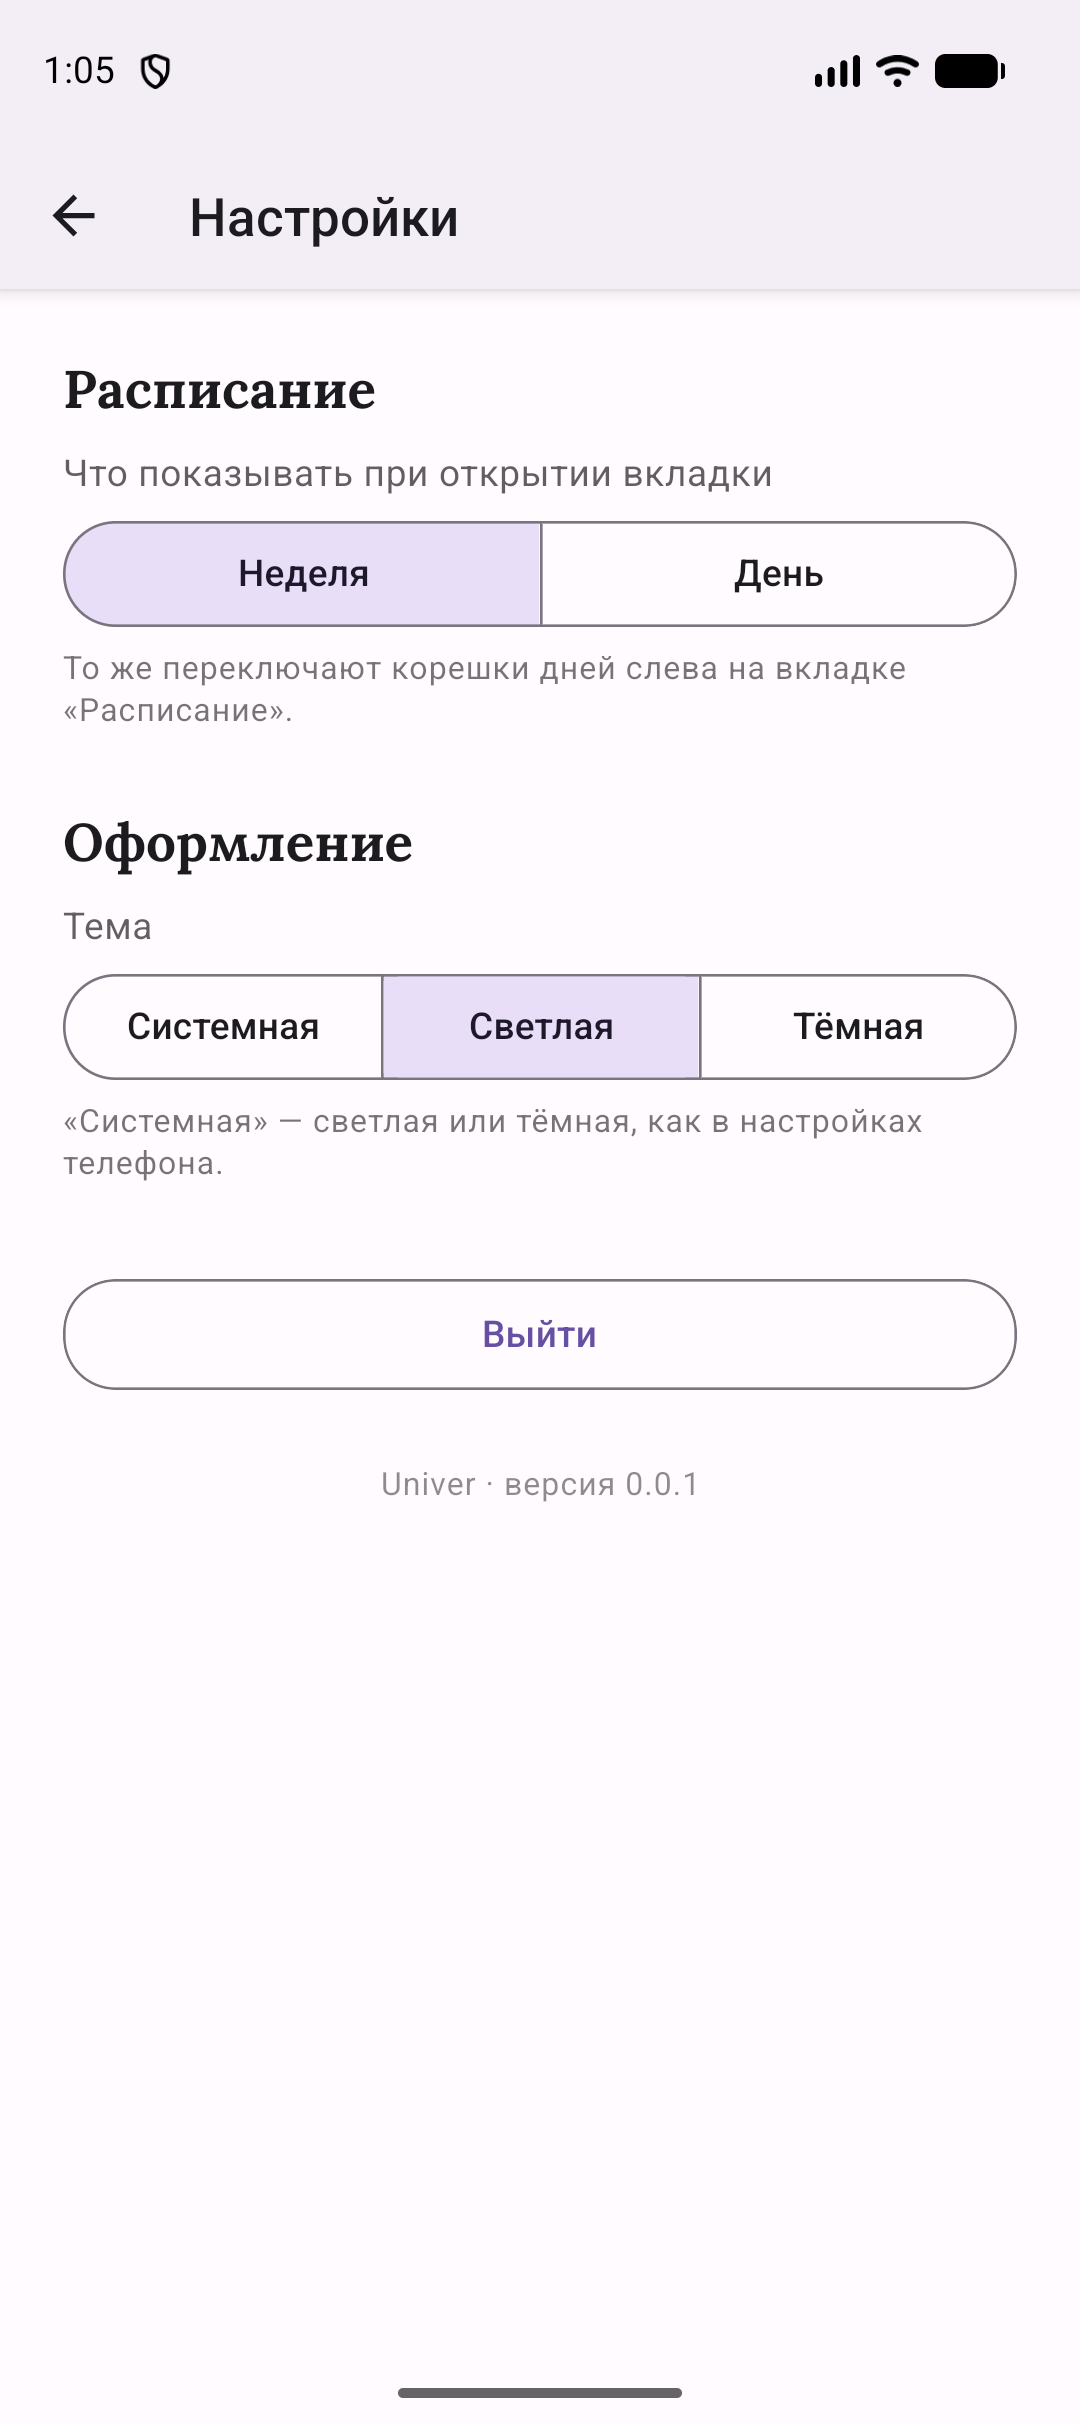 1:05
Настройки
Расписание
Что показывать при открытии вкладки
Неделя День
То же переключают корешки дней слева на вкладке
«Расписание».
Оформление
Тема
Системная Светлая Тёмная
«Системная» — светлая или тёмная, как в настройках
телефона.
Выйти
Univer · версия 0.0.1